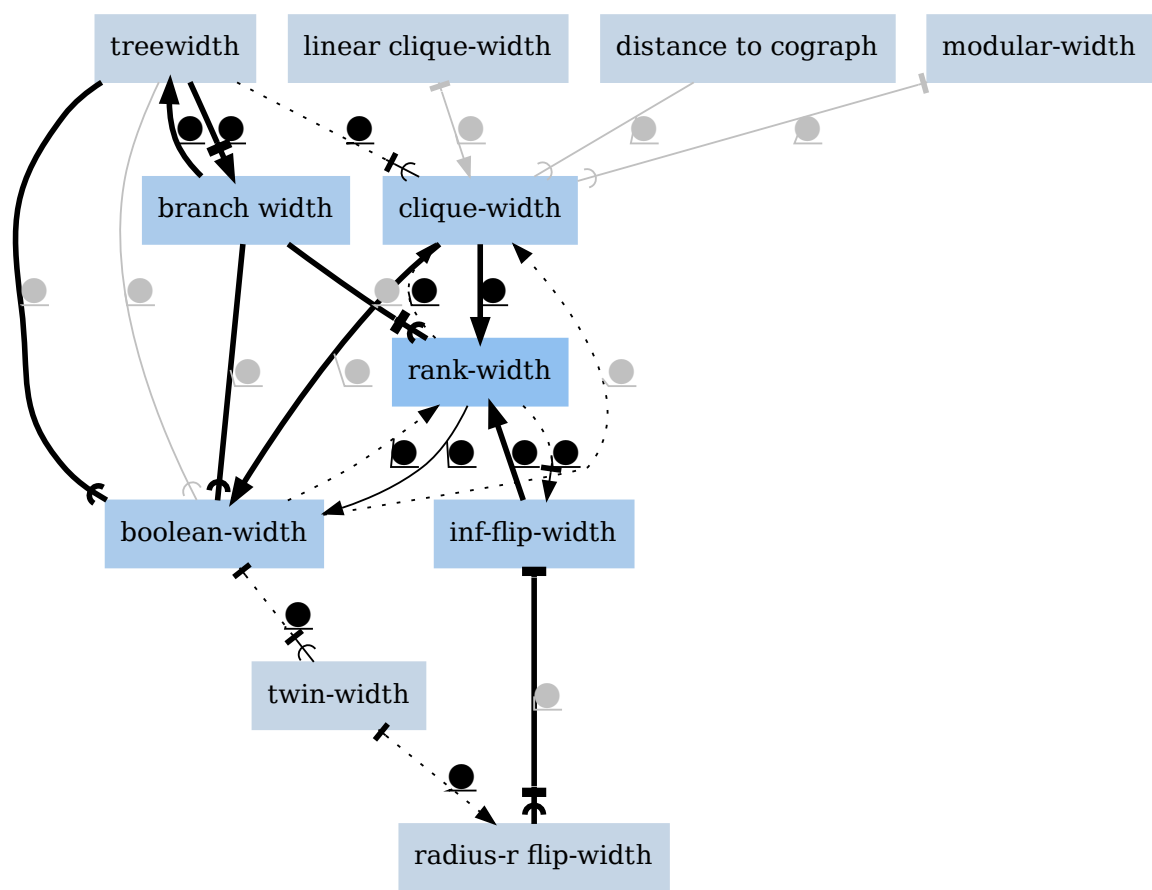 treewidth
linear clique-width
distance to cograph
modular-width
branch width
clique-width
rank-width
boolean-width
inf-flip-width
twin-width
radius-r flip-width